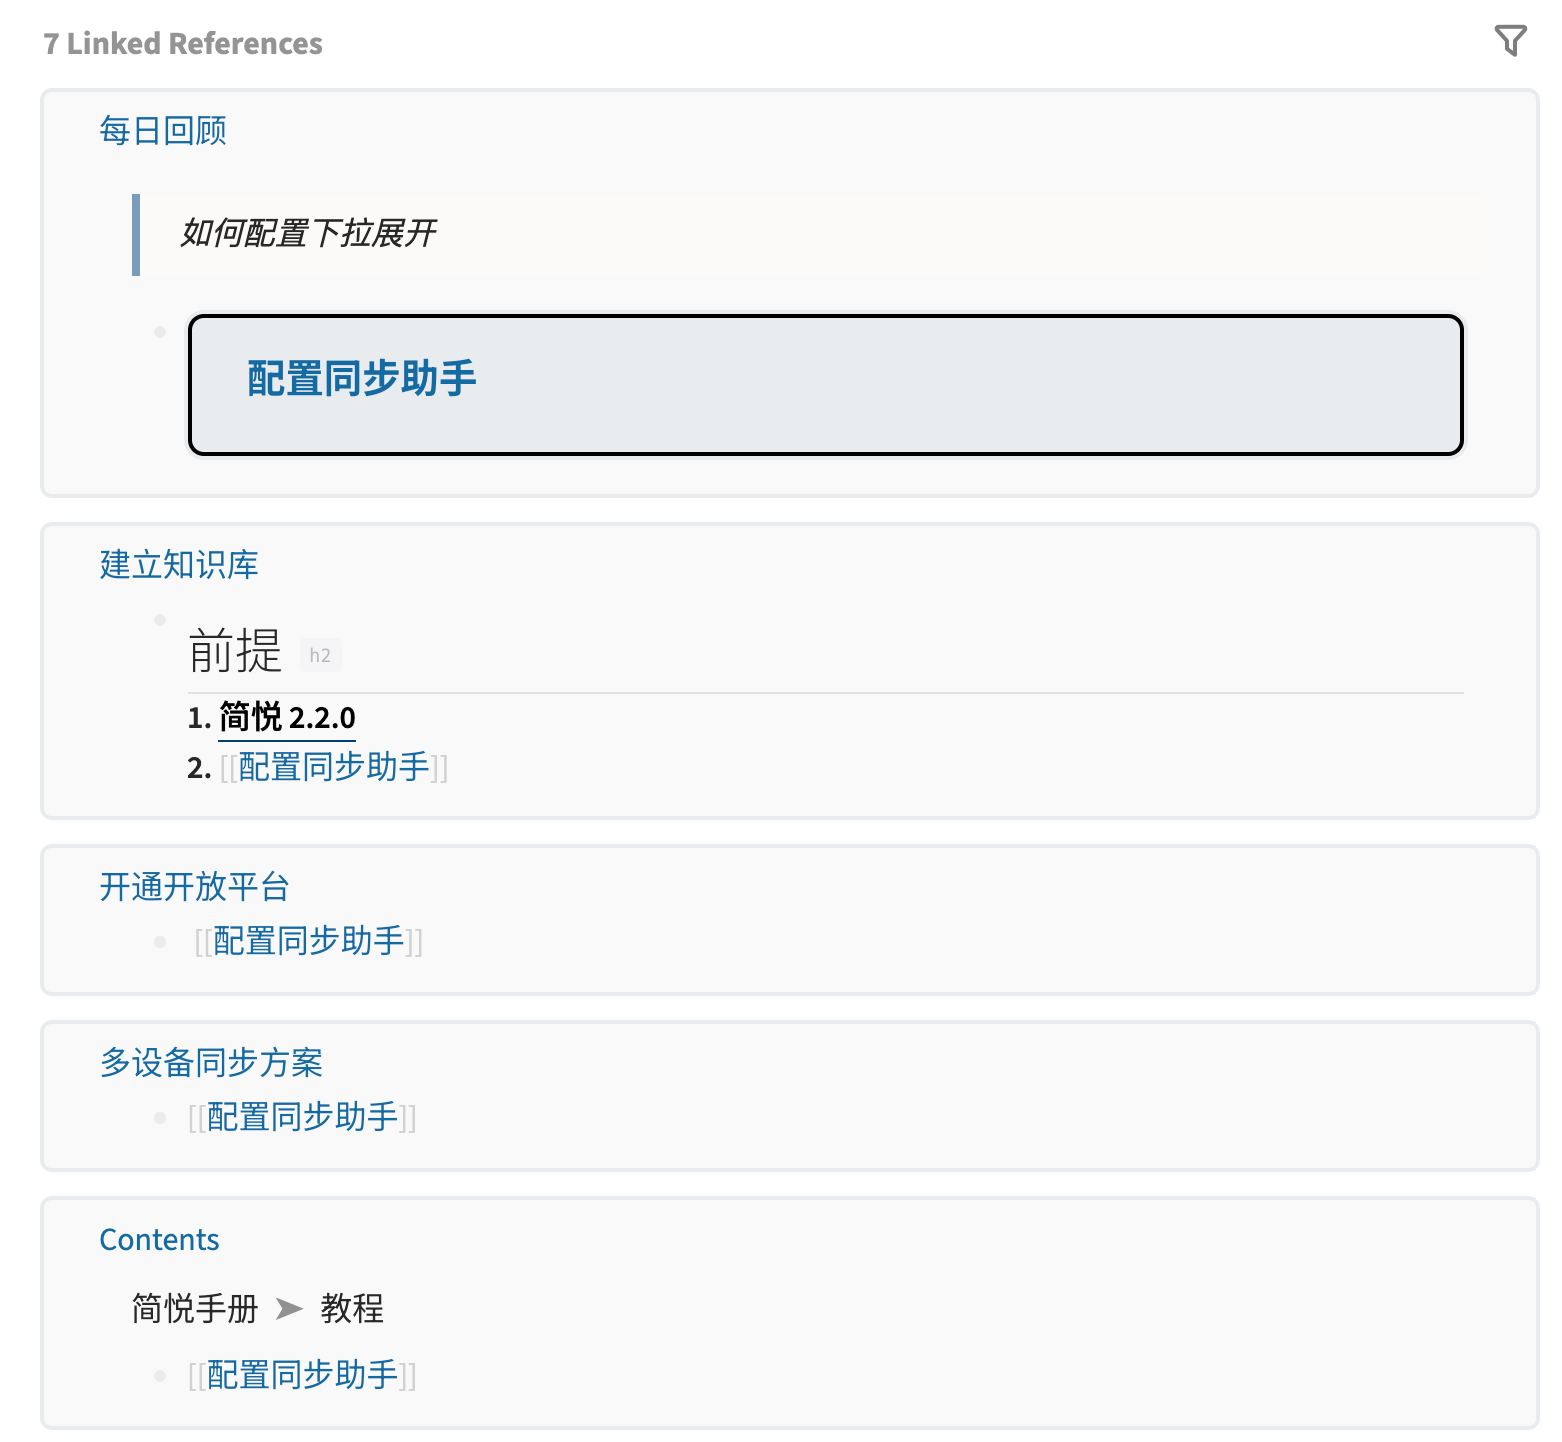 7 Linked References
每日回顾
如何配置下拉展开
配置同步助手
建立知识库
前提 h2
1. 简悦 2.2.0
2. [[配置同步助手]]
开通开放平台
[[配置同步助手]]
多设备同步方案
[[配置同步助手]]
Contents
简悦手册 ➤ 教程
[[配置同步助手]]